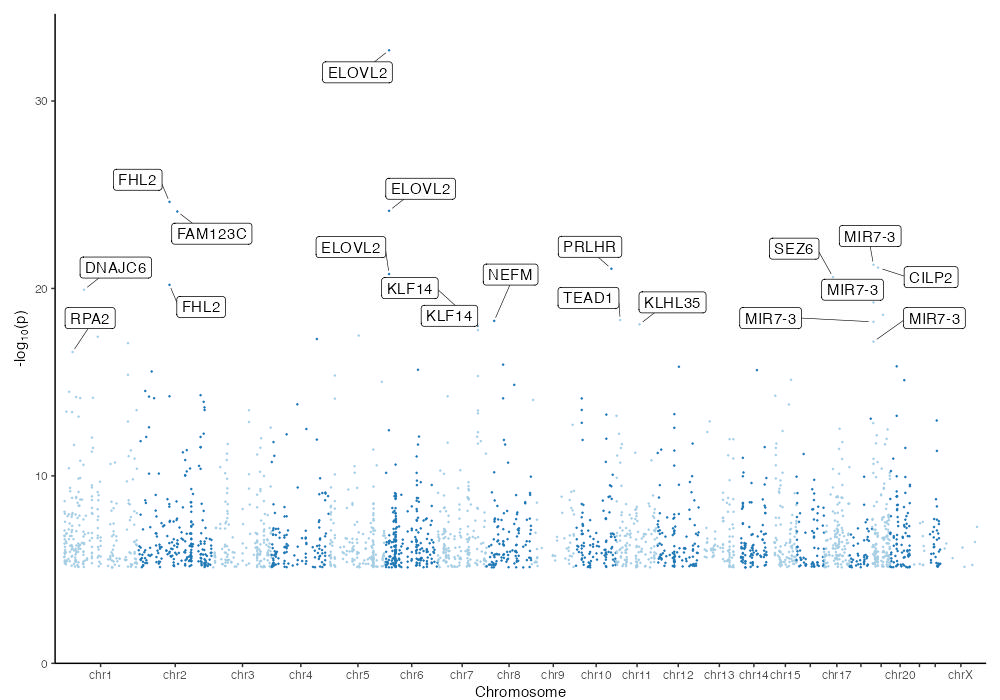 ELOVL2
30
FHL2
ELOVL2
FAM123C
MIR7-3
ELOVL2
PRLHR
SEZ6
DNAJC6
NEFM
CILP2
20
KLF14
MIR7-3
FHL2
TEAD1
KLHL35
KLF14
RPA2
MIR7-3
MIR7-3
-log10(p)
10
0
chr1 chr2 chr3 chr4 chr5 chr6 chr7 chr8 chr9 chr10 chr11 chr12 chr13 chr14 chr15 chr17 chr20 chrX
Chromosome